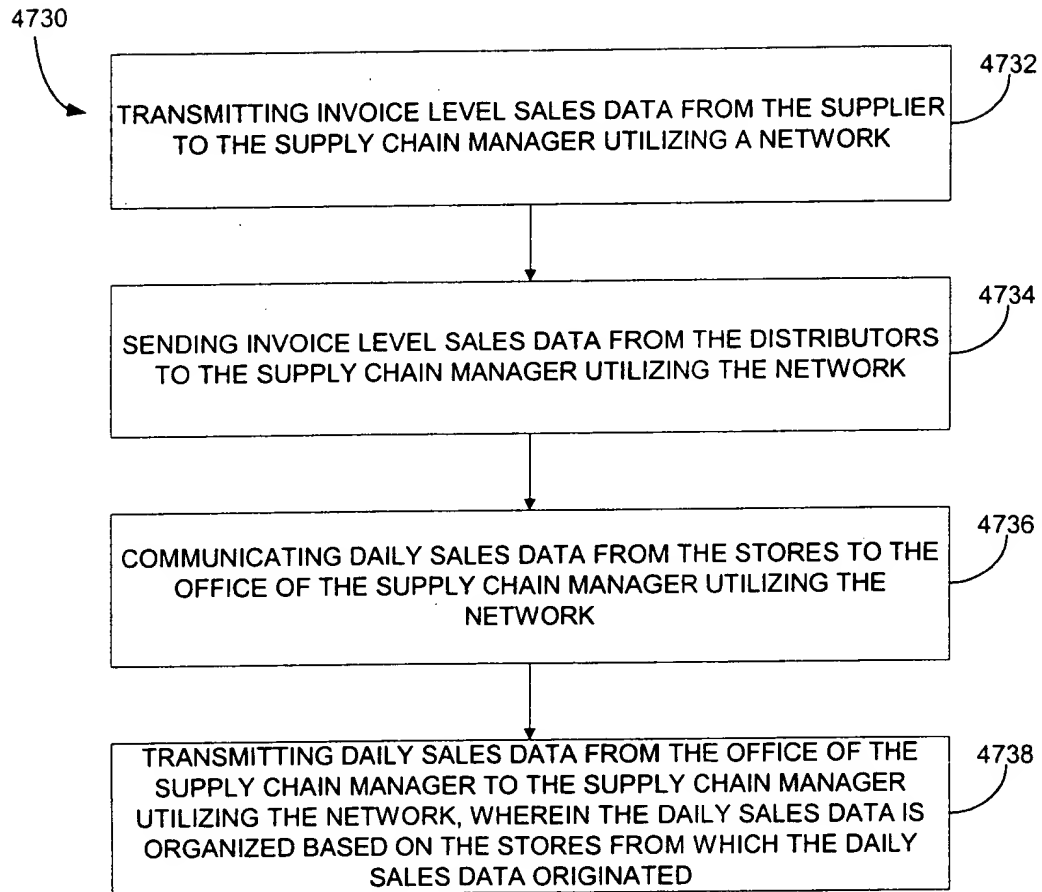 4730
4732
TRANSMITTING INVOICE LEVEL SALES DATA FROM THE SUPPLIER
TO THE SUPPLY CHAIN MANAGER UTILIZING A NETWORK
4734
SENDING INVOICE LEVEL SALES DATA FROM THE DISTRIBUTORS
TO THE SUPPLY CHAIN MANAGER UTILIZING THE NETWORK
4736
COMMUNICATING DAILY SALES DATA FROM THE STORES TO THE
OFFICE OF THE SUPPLY CHAIN MANAGER UTILIZING THE
NETWORK
4738
TRANSMITTING DAILY SALES DATA FROM THE OFFICE OF THE
SUPPLY CHAIN MANAGER TO THE SUPPLY CHAIN MANAGER
UTILIZING THE NETWORK, WHEREIN THE DAILY SALES DATA IS
ORGANIZED BASED ON THE STORES FROM WHICH THE DAILY
SALES DATA ORIGINATED